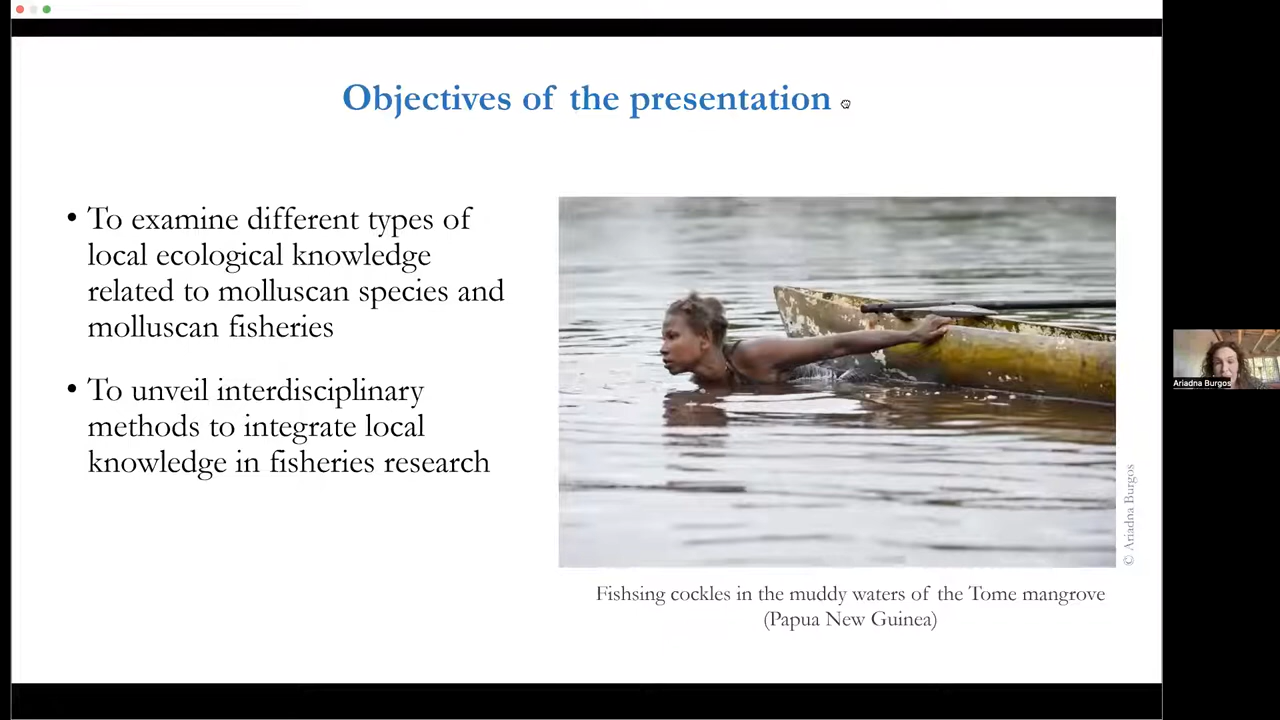 Objectives of the presentation
• To examine different types of
local ecological knowledge
related to molluscan species and
molluscan fisheries
• To unveil interdisciplinary
methods to integrate local
knowledge in fisheries research
© Ariadna Burgos
Fishsing cockles in the muddy waters of the Tome mangrove
(Papua New Guinea)
Ariadna Burgos